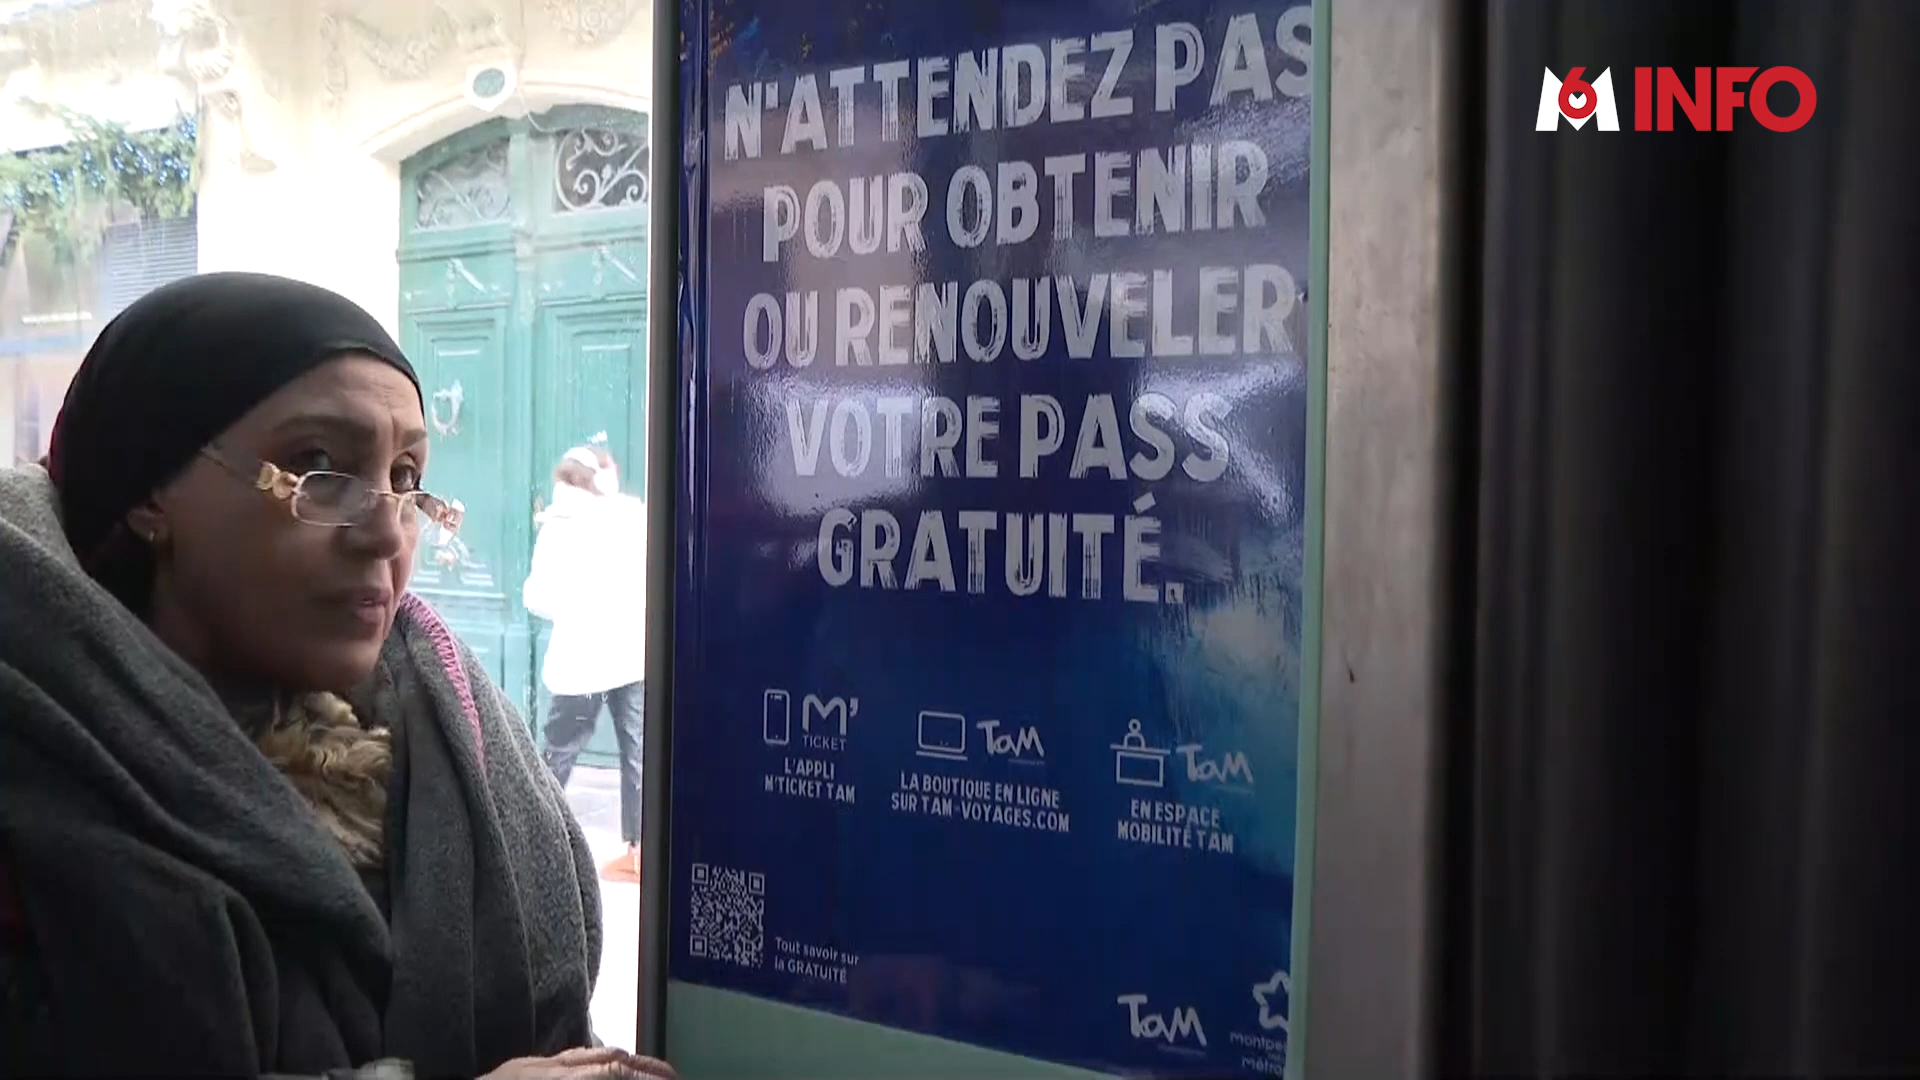 M6 INFO
N'ATTENDEZ PAS
POUR OBTENIR
OU RENOUVELER
VOTRE PASS
GRATUITÉ.
M'
TICKET
L'APPLI
M'TICKET TAM
TaM
LA BOUTIQUE EN LIGNE
SUR TAM-VOYAGES.COM
TaM
EN ESPACE
MOBILITÉ TAM
Tout savoir sur
la GRATUITÉ
TaM